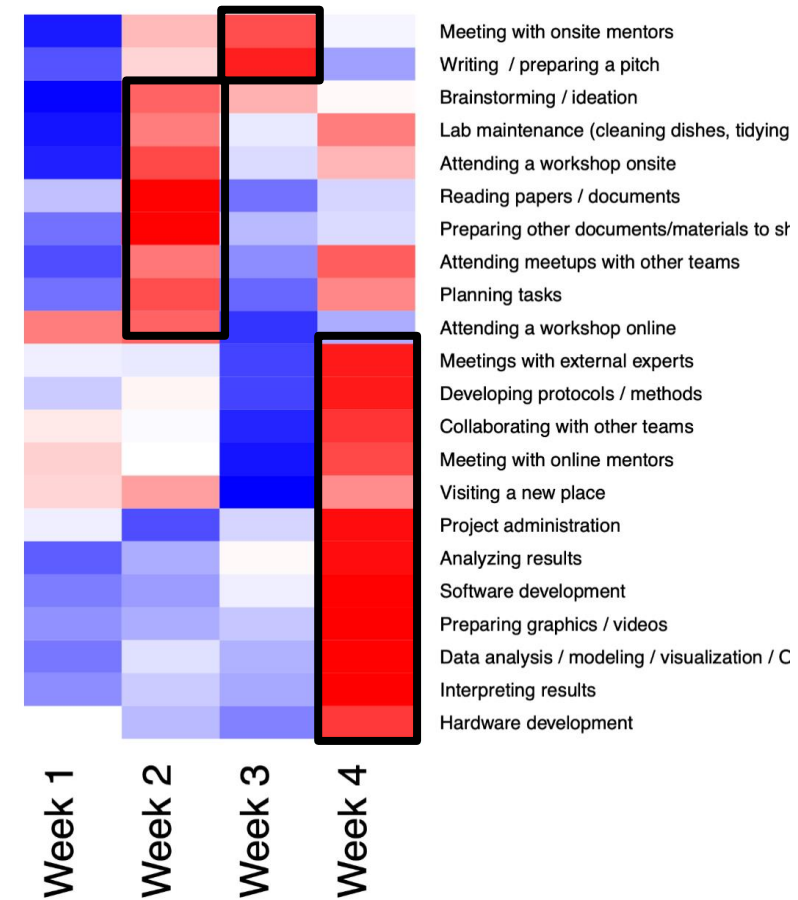 Meeting with onsite mentors
Writing / preparing a pitch
Brainstorming / ideation
Lab maintenance (cleaning dishes, tidying
Attending a workshop onsite
Reading papers / documents
Preparing other documents/materials to sh
Attending meetups with other teams
Planning tasks
Attending a workshop online
Meetings with external experts
Developing protocols / methods
Collaborating with other teams
Meeting with online mentors
Visiting a new place
Project administration
Analyzing results
Software development
Preparing graphics / videos
Data analysis / modeling / visualization /
Interpreting results
Hardware development
Week 1
Week 2
Week 3
Week 4